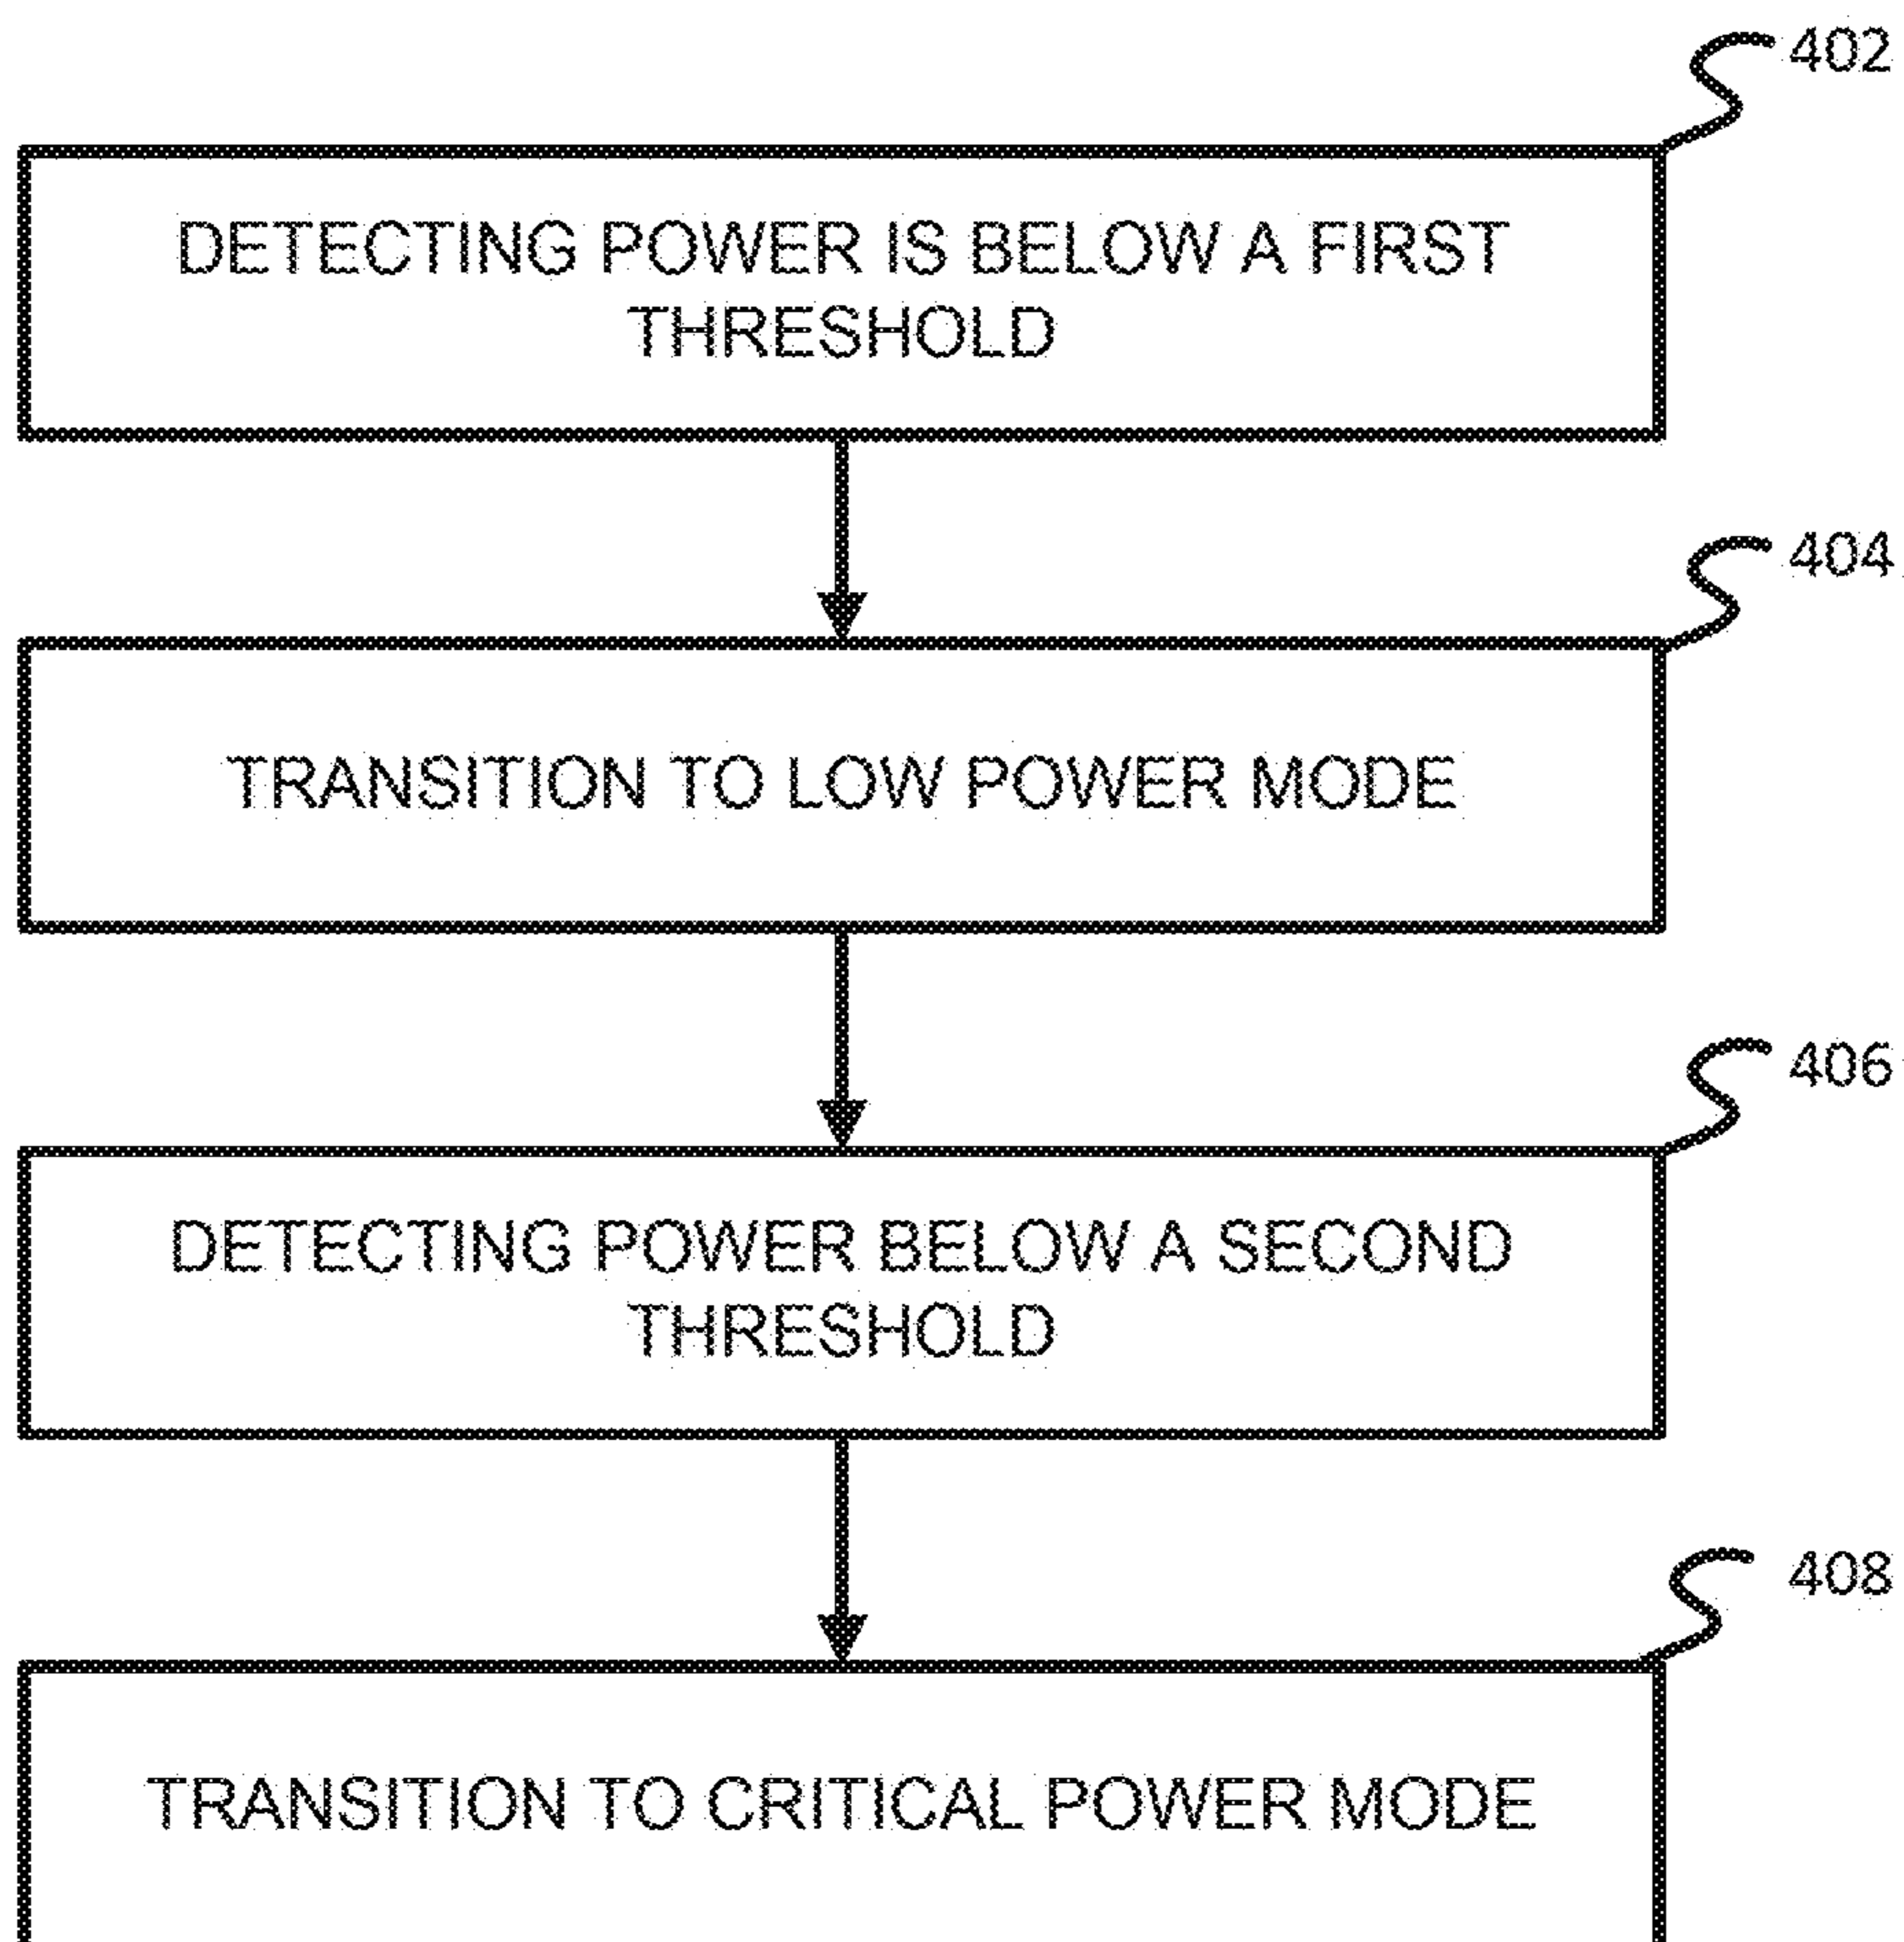 402
DETECTING POWER IS BELOW A FIRST
THRESHOLD
404
TRANSITION TO LOW POWER MODE
406
DETECTING POWER BELOW A SECOND
THRESHOLD
408
TRANSITION TO CRITICAL POWER MODE